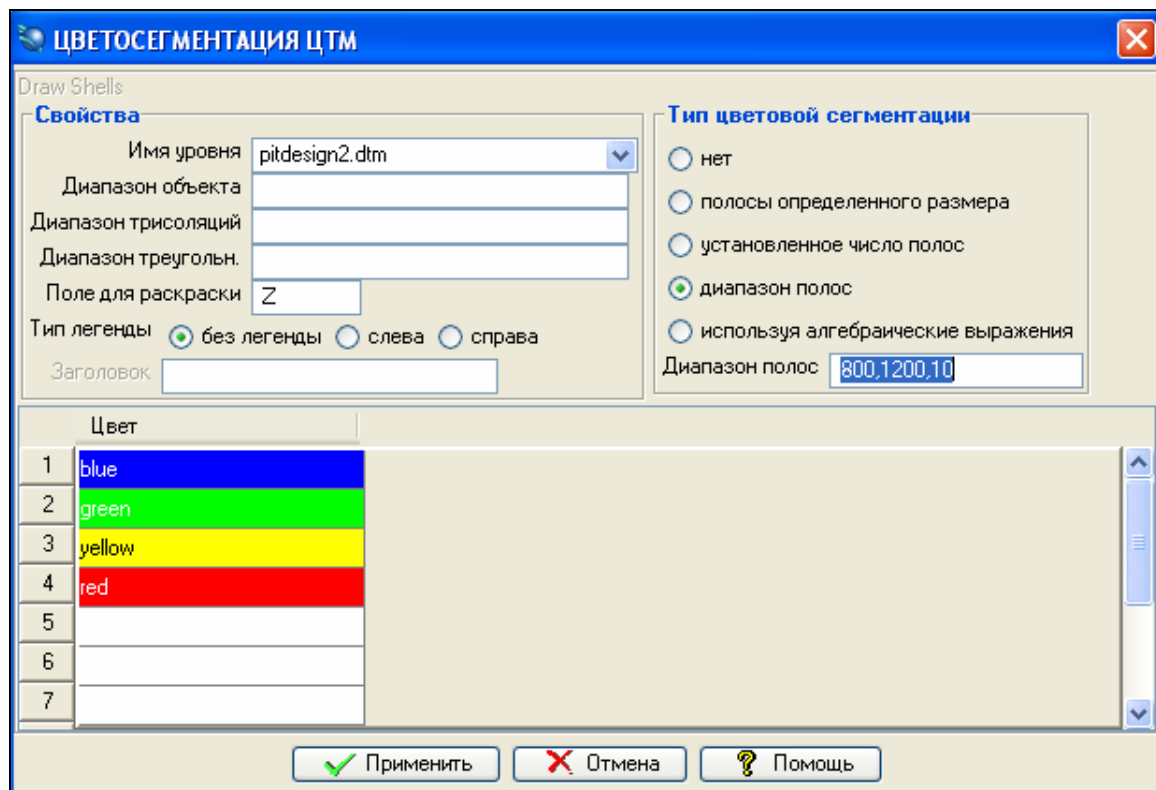 ЦВЕТОСЕГМЕНТАЦИЯ ЦТМ
Draw Shells
Свойства
Имя уровня pitdesign2.dtm
Диапазон объекта
Диапазон трисоляций
Диапазон треугольн.
Поле для раскраски Z
Тип легенды без легенды слева справа
Заголовок
Тип цветовой сегментации
нет
полосы определенного размера
установленное число полос
диапазон полос
используя алгебраические выражения
Диапазон полос 800,1200,10
Цвет
1 blue
2 green
3 yellow
4 red
5
6
7
Применить Отмена Помощь